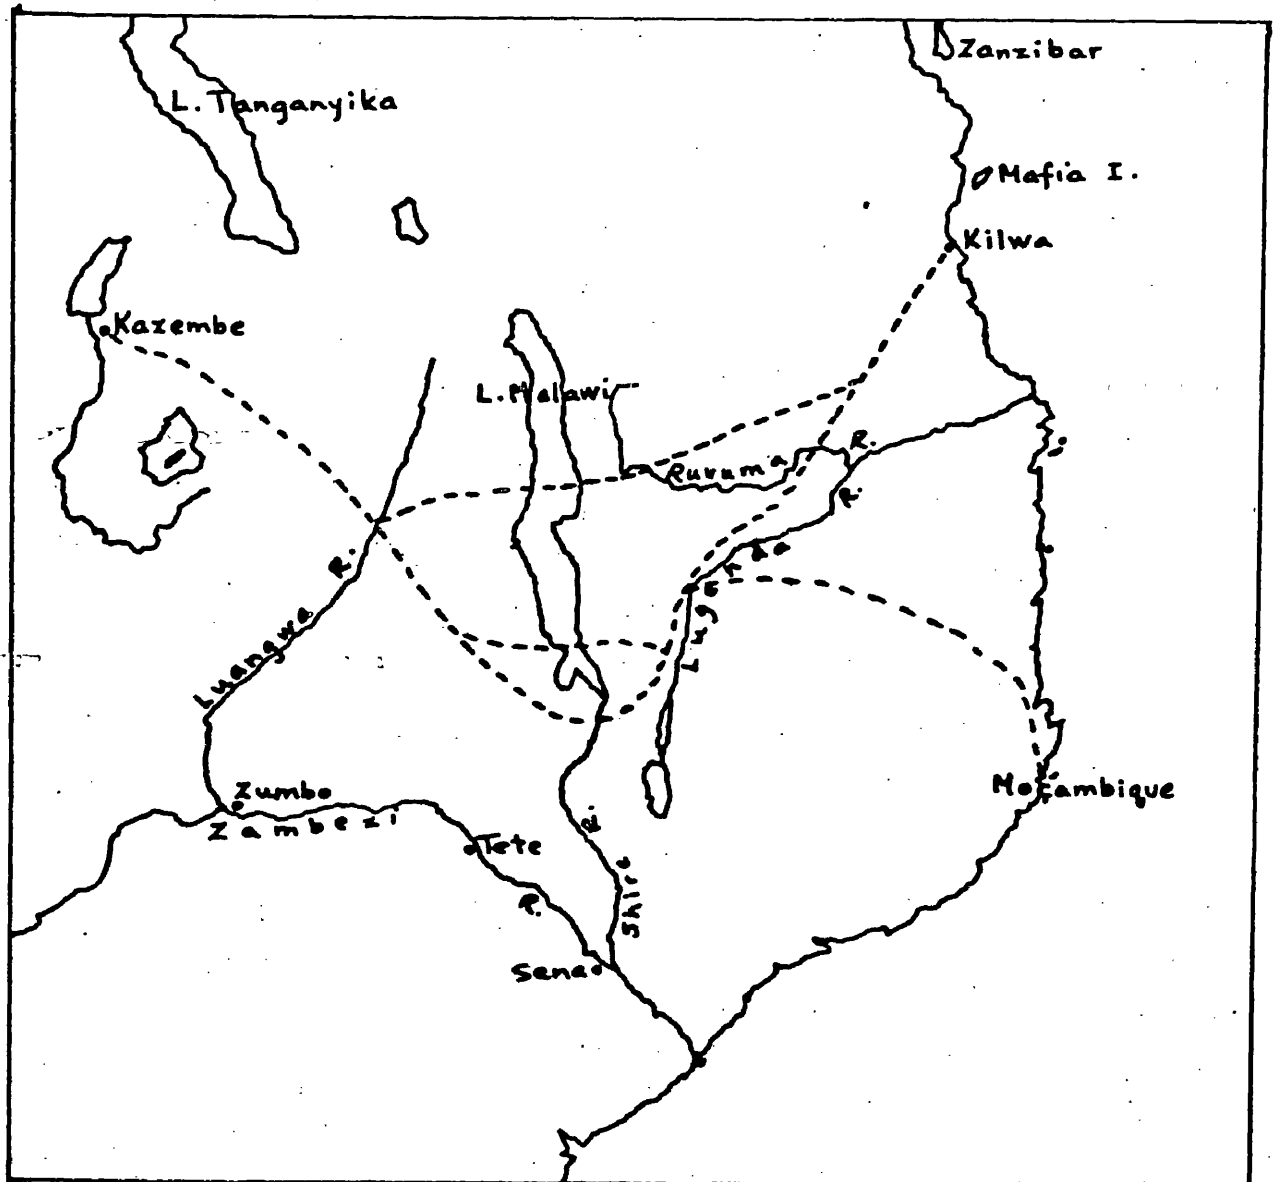 Zanzibar
L. Tanganyika
Mafia I.
Kilwa
Kazembe
L. Malawi
Ruvuma R.
R.
Lugenda
Luangwa R.
Moçambique
Zumbo
Zambezi R.
Tete
Shire R.
Sena